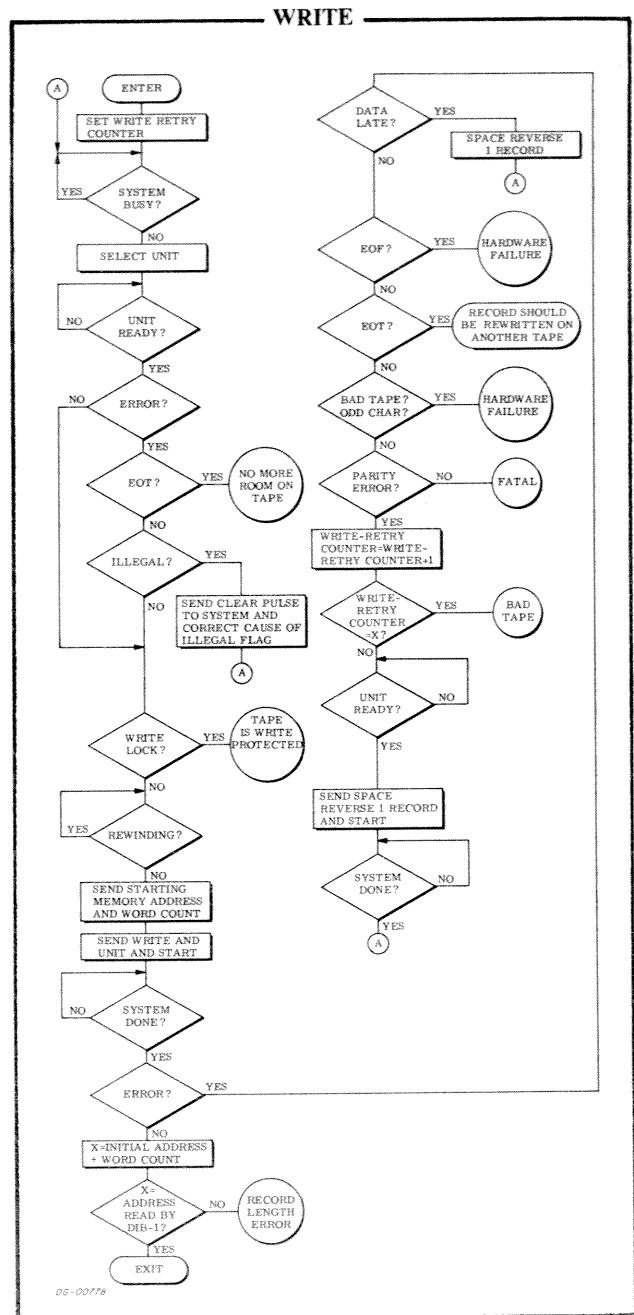 WRITE
A
ENTER
SET WRITE RETRY
COUNTER
YES
SYSTEM
BUSY?
NO
SELECT UNIT
NO
UNIT
READY?
YES
NO
ERROR?
YES
EOT?
YES
NO MORE
ROOM ON
TAPE
NO
ILLEGAL?
YES
NO
SEND CLEAR PULSE
TO SYSTEM AND
CORRECT CAUSE OF
ILLEGAL FLAG
A
WRITE
LOCK?
YES
TAPE
IS WRITE
PROTECTED
NO
YES
REWINDING?
NO
SEND STARTING
MEMORY ADDRESS
AND WORD COUNT
SEND WRITE AND
UNIT AND START
NO
SYSTEM
DONE?
YES
ERROR?
YES
NO
X=INITIAL ADDRESS
+ WORD COUNT
X=
ADDRESS
READ BY
DIB-1?
NO
RECORD
LENGTH
ERROR
YES
EXIT
DG-00778
DATA
LATE?
YES
SPACE REVERSE
1 RECORD
A
NO
EOF?
YES
HARDWARE
FAILURE
NO
EOT?
YES
RECORD SHOULD
BE REWRITTEN ON
ANOTHER TAPE
NO
BAD TAPE?
ODD CHAR?
YES
HARDWARE
FAILURE
NO
PARITY
ERROR?
NO
FATAL
YES
WRITE-RETRY
COUNTER=WRITE-
RETRY COUNTER+1
WRITE-
RETRY
COUNTER
=X?
YES
BAD
TAPE
NO
UNIT
READY?
NO
YES
SEND SPACE
REVERSE 1 RECORD
AND START
SYSTEM
DONE?
NO
YES
A